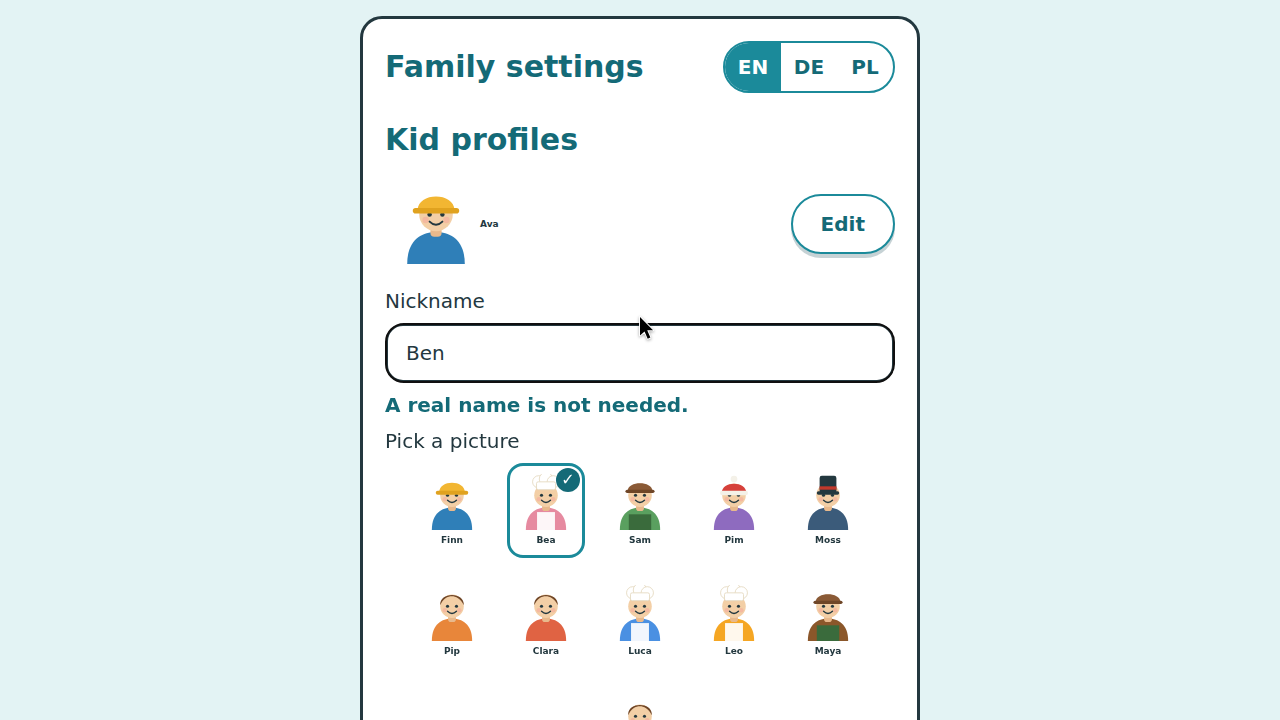 Family settings
EN DE PL
Kid profiles
Ava
Edit
Nickname
Ben
A real name is not needed.
Pick a picture
Finn Bea Sam Pim Moss
Pip Clara Luca Leo Maya